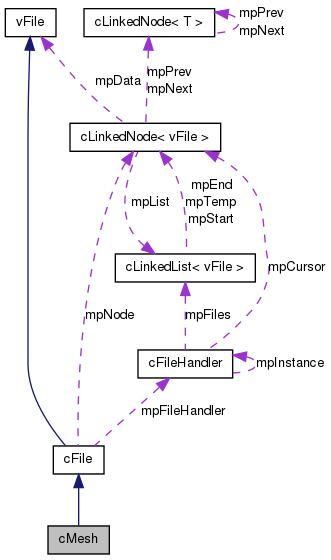 vFile
cLinkedNode< T >
mpPrev
mpNext
mpData
mpPrev
mpNext
cLinkedNode< vFile >
mpList
mpEnd
mpTemp
mpStart
cLinkedList< vFile >
mpCursor
mpNode
mpFiles
cFileHandler
mpInstance
mpFileHandler
cFile
cMesh